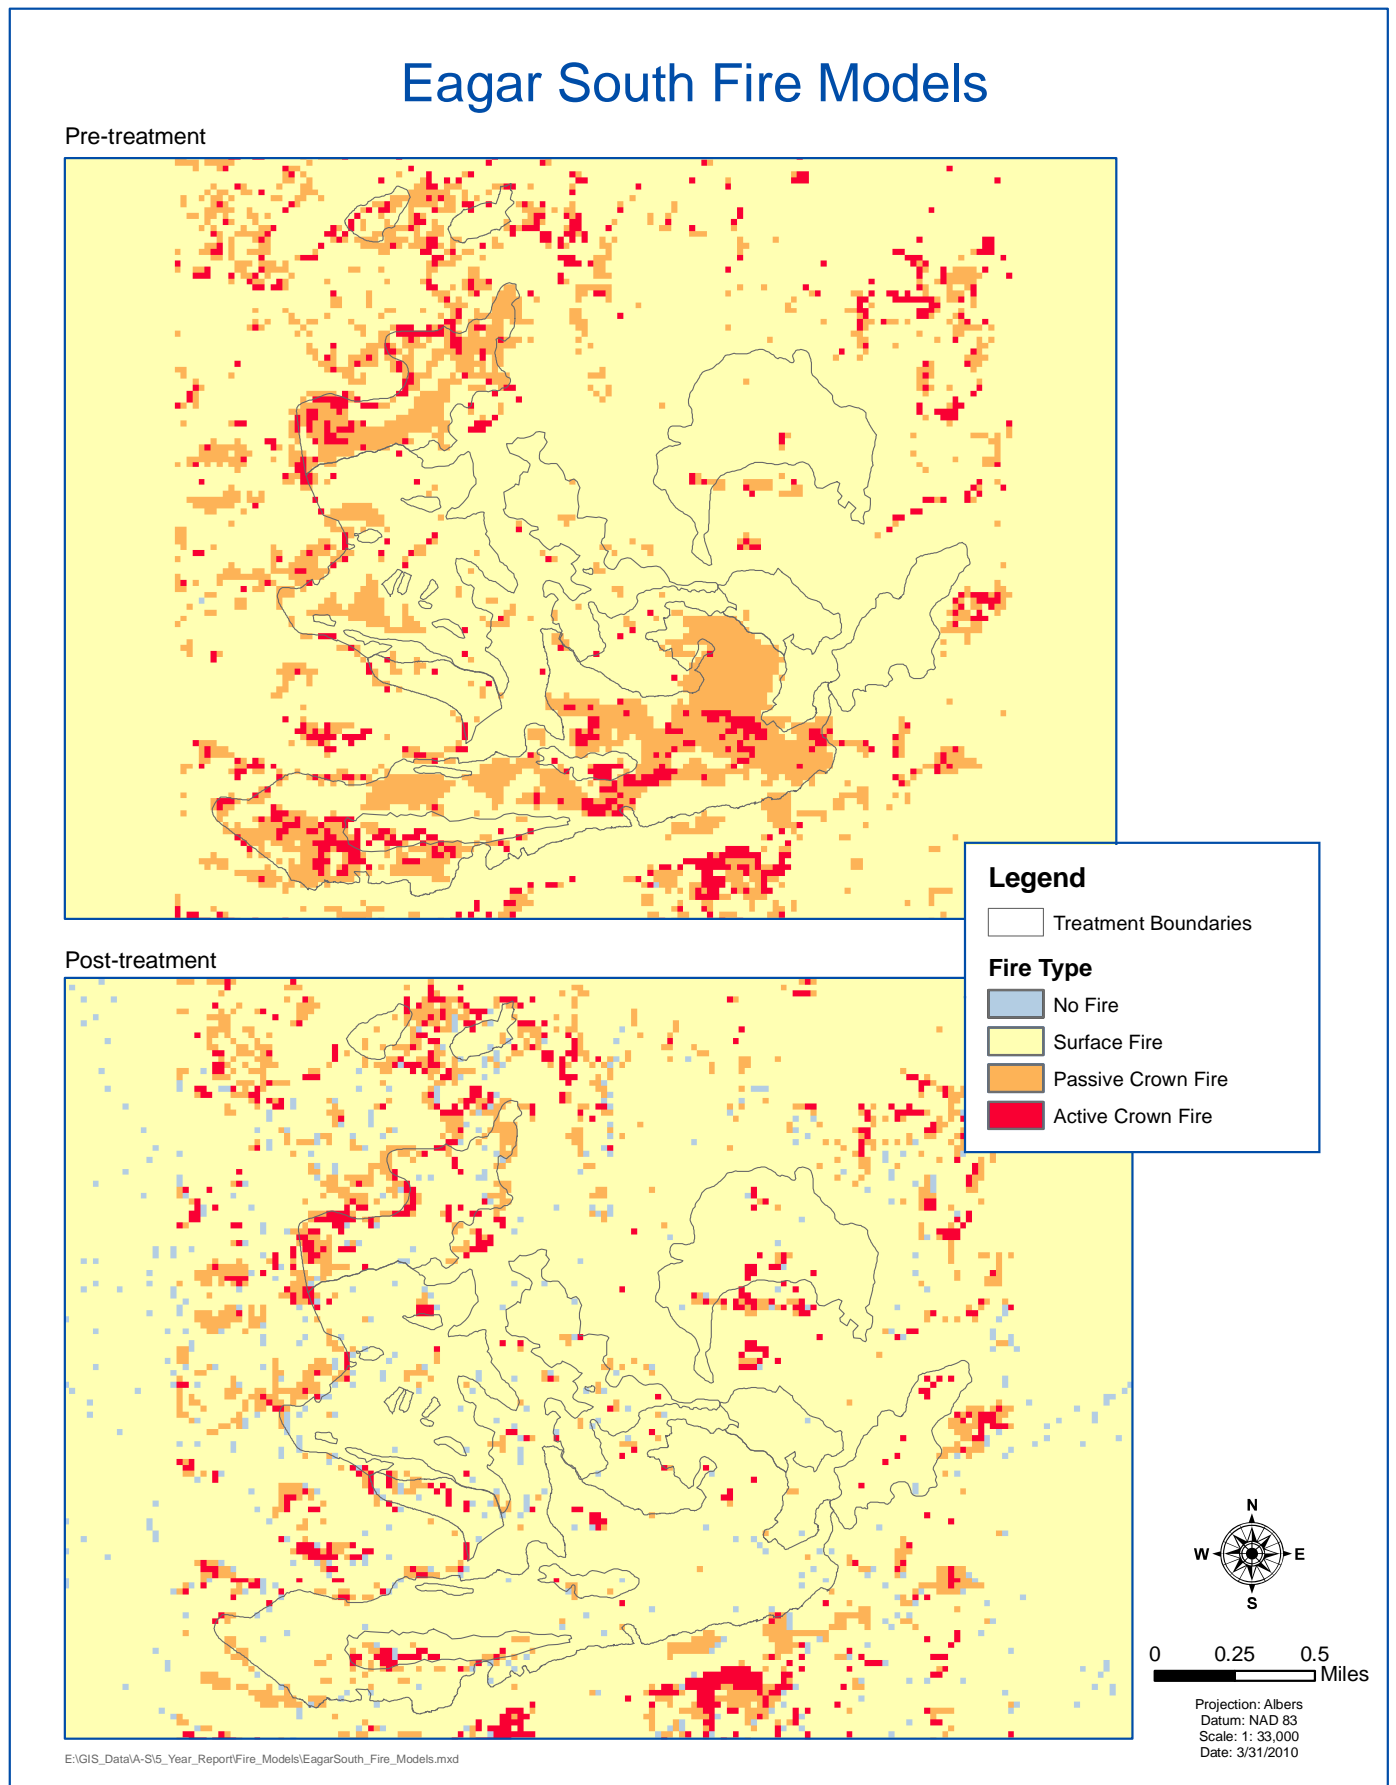 Eagar South Fire Models
Pre-treatment
Legend
Treatment Boundaries
Fire Type
No Fire
Surface Fire
Passive Crown Fire
Active Crown Fire
Post-treatment
N
W E
S
0 0.25 0.5
Miles
Projection: Albers
Datum: NAD 83
Scale: 1: 33,000
Date: 3/31/2010
E:\GIS_Data\A-S\5_Year_Report\Fire_Models\EagarSouth_Fire_Models.mxd